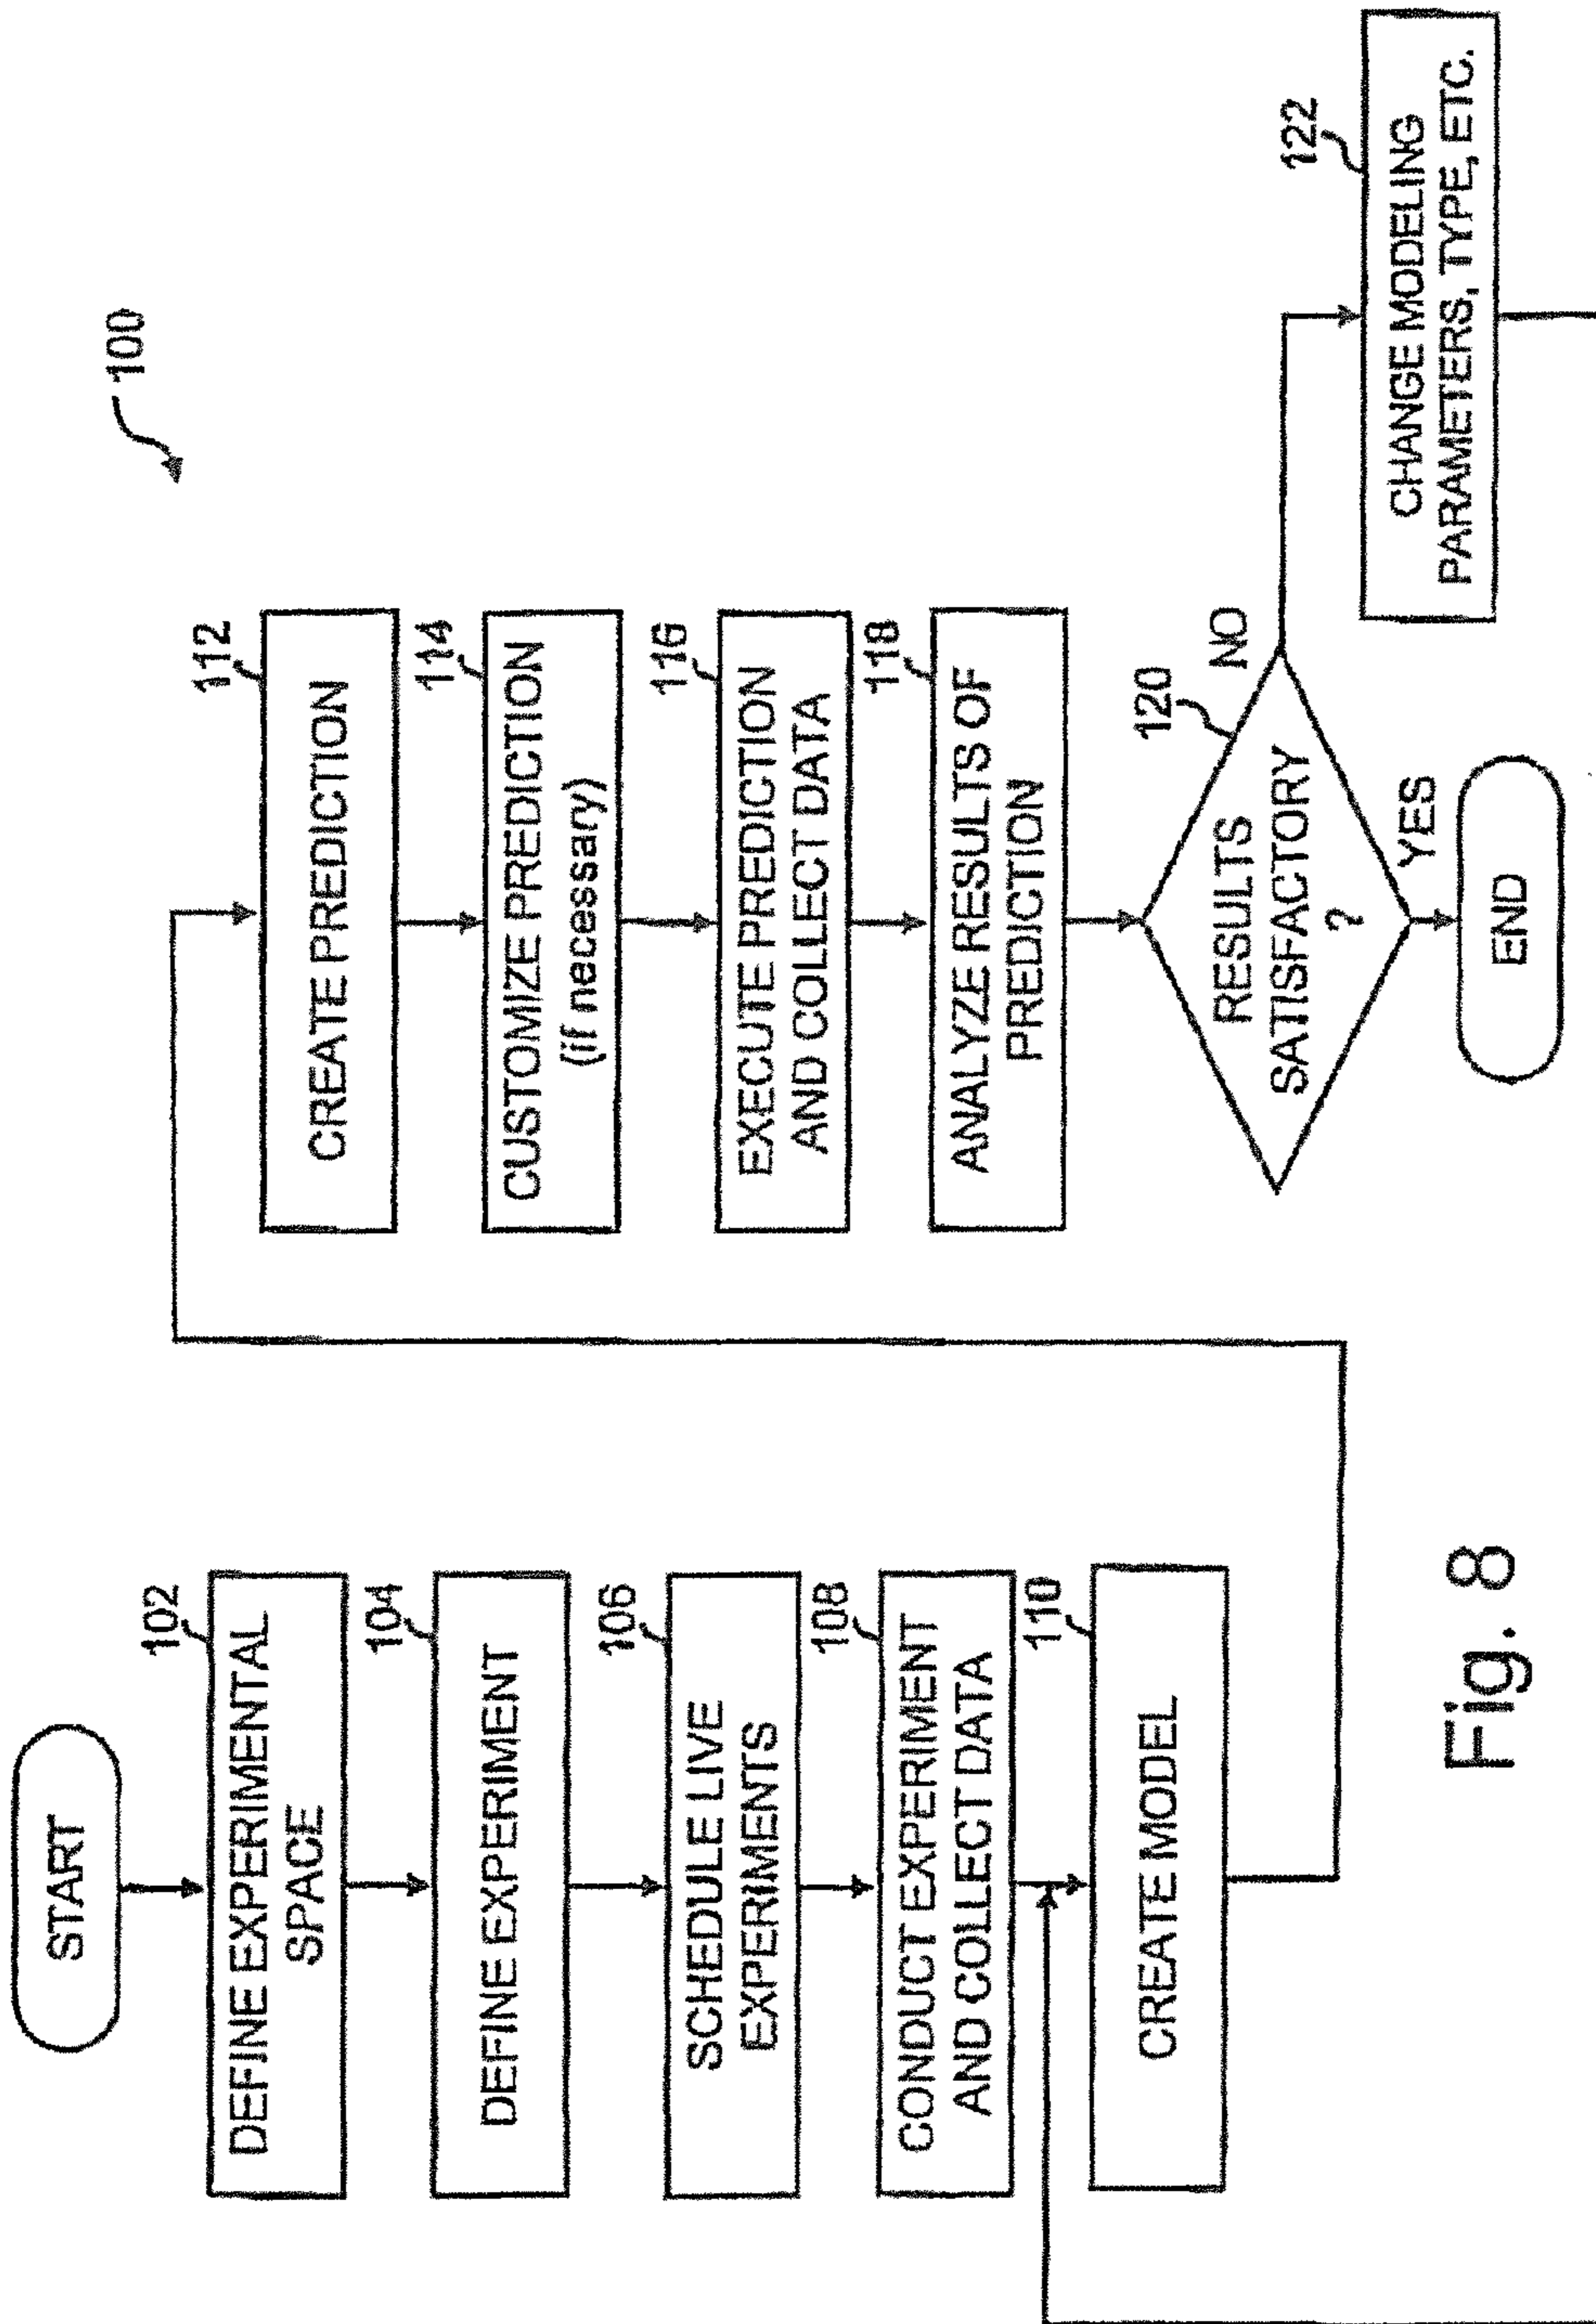 100
START
102
DEFINE EXPERIMENTAL
SPACE
104
DEFINE EXPERIMENT
106
SCHEDULE LIVE
EXPERIMENTS
108
CONDUCT EXPERIMENT
AND COLLECT DATA
110
CREATE MODEL
112
CREATE PREDICTION
114
CUSTOMIZE PREDICTION
(if necessary)
116
EXECUTE PREDICTION
AND COLLECT DATA
118
ANALYZE RESULTS OF
PREDICTION
120
RESULTS
SATISFACTORY
?
NO
YES
END
122
CHANGE MODELING
PARAMETERS, TYPE, ETC.
Fig. 8